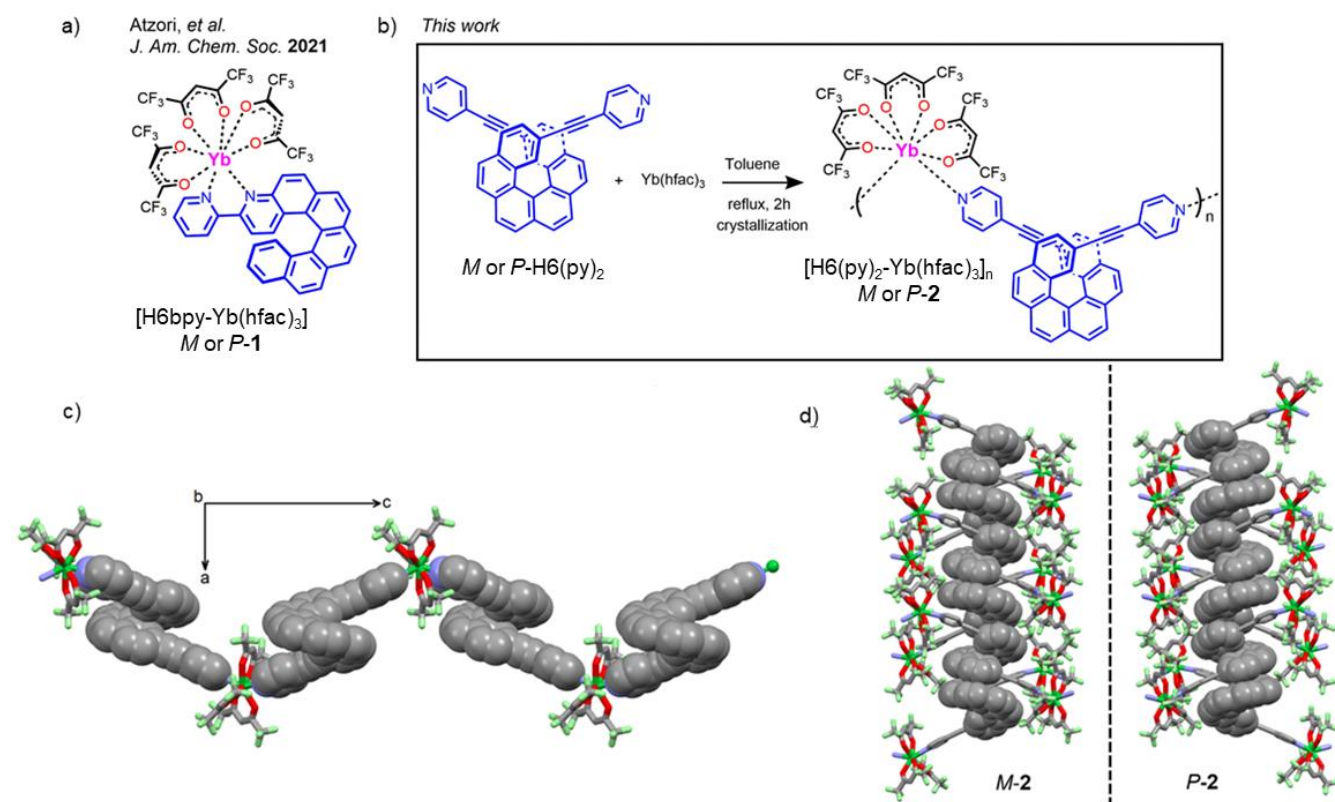 a)
Atzori, et al.
J. Am. Chem. Soc. 2021
CF₃
CF₃
CF₃
CF₃
CF₃
CF₃
O
O
O
O
O
O
Yb
N
N
[H6bpy-Yb(hfac)₃]
M or P-1
b)
This work
N
N
M or P-H6(py)₂
+ Yb(hfac)₃
Toluene
reflux, 2h
crystallization
CF₃
CF₃
CF₃
CF₃
CF₃
CF₃
O
O
O
O
O
O
Yb
N
N
n
[H6(py)₂-Yb(hfac)₃]ₙ
M or P-2
c)
b
c
a
d)
M-2
P-2